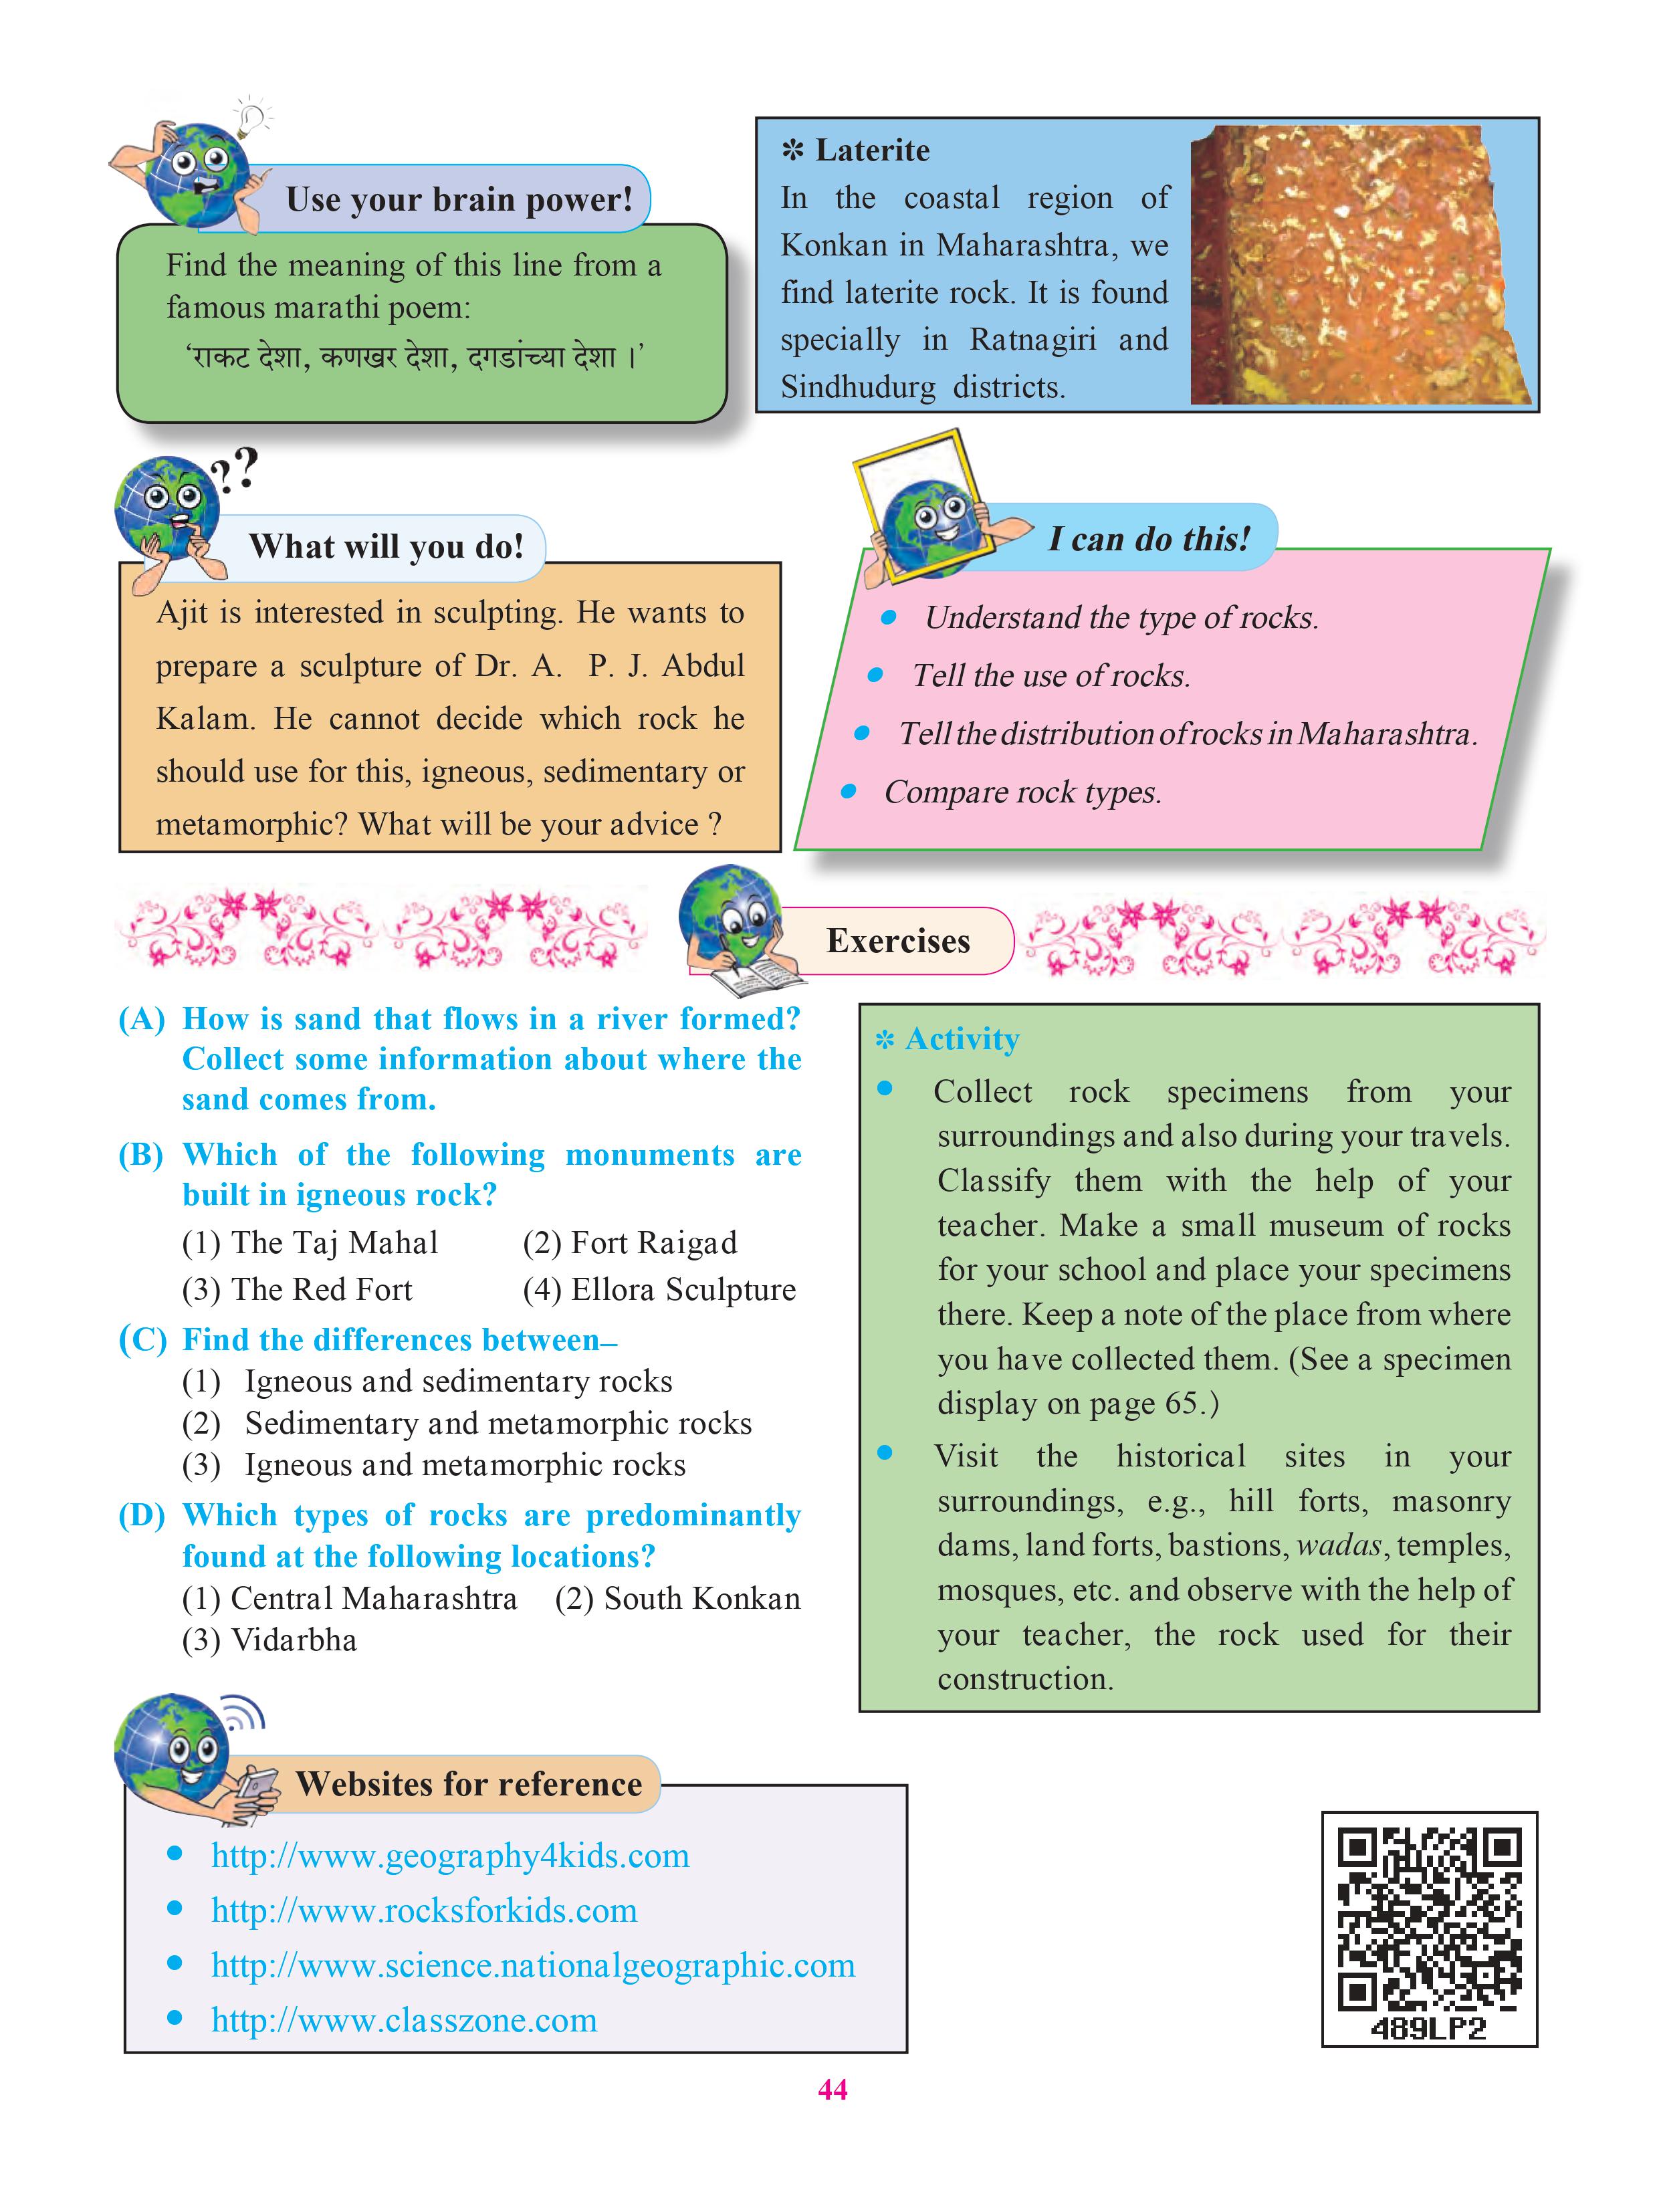 Use your brain power!
Find the meaning of this line from a
famous marathi poem:
‘राकट देशा, कणखर देशा, दगडांच्या देशा ।’
✼ Laterite
In the coastal region of
Konkan in Maharashtra, we
find laterite rock. It is found
specially in Ratnagiri and
Sindhudurg districts.
??
What will you do!
Ajit is interested in sculpting. He wants to
prepare a sculpture of Dr. A. P. J. Abdul
Kalam. He cannot decide which rock he
should use for this, igneous, sedimentary or
metamorphic? What will be your advice ?
I can do this!
• Understand the type of rocks.
• Tell the use of rocks.
• Tell the distribution of rocks in Maharashtra.
• Compare rock types.
Exercises
(A) How is sand that flows in a river formed?
Collect some information about where the
sand comes from.
(B) Which of the following monuments are
built in igneous rock?
(1) The Taj Mahal (2) Fort Raigad
(3) The Red Fort (4) Ellora Sculpture
(C) Find the differences between–
(1) Igneous and sedimentary rocks
(2) Sedimentary and metamorphic rocks
(3) Igneous and metamorphic rocks
(D) Which types of rocks are predominantly
found at the following locations?
(1) Central Maharashtra (2) South Konkan
(3) Vidarbha
✼ Activity
• Collect rock specimens from your
surroundings and also during your travels.
Classify them with the help of your
teacher. Make a small museum of rocks
for your school and place your specimens
there. Keep a note of the place from where
you have collected them. (See a specimen
display on page 65.)
• Visit the historical sites in your
surroundings, e.g., hill forts, masonry
dams, land forts, bastions, wadas, temples,
mosques, etc. and observe with the help of
your teacher, the rock used for their
construction.
Websites for reference
• http://www.geography4kids.com
• http://www.rocksforkids.com
• http://www.science.nationalgeographic.com
• http://www.classzone.com
489LP2
44